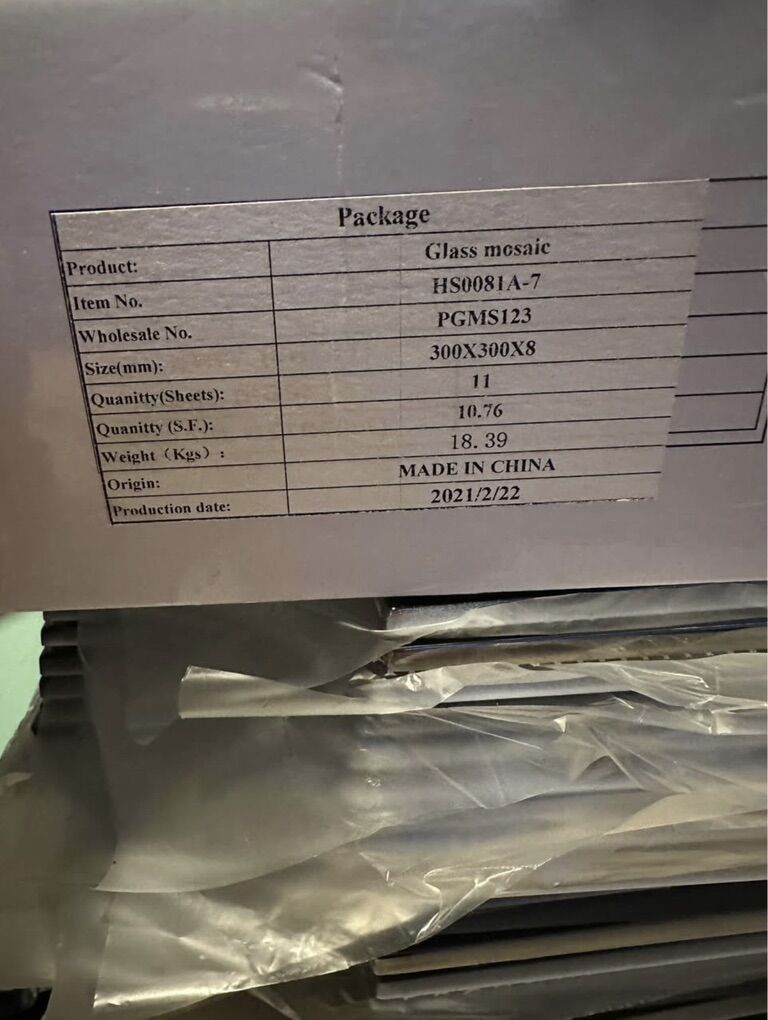 Package
Product: Glass mosaic
Item No. HS0081A-7
Wholesale No. PGMS123
Size(mm): 300X300X8
Quanitty(Sheets): 11
Quanitty (S.F.): 10.76
Weight（Kgs）: 18.39
Origin: MADE IN CHINA
Production date: 2021/2/22